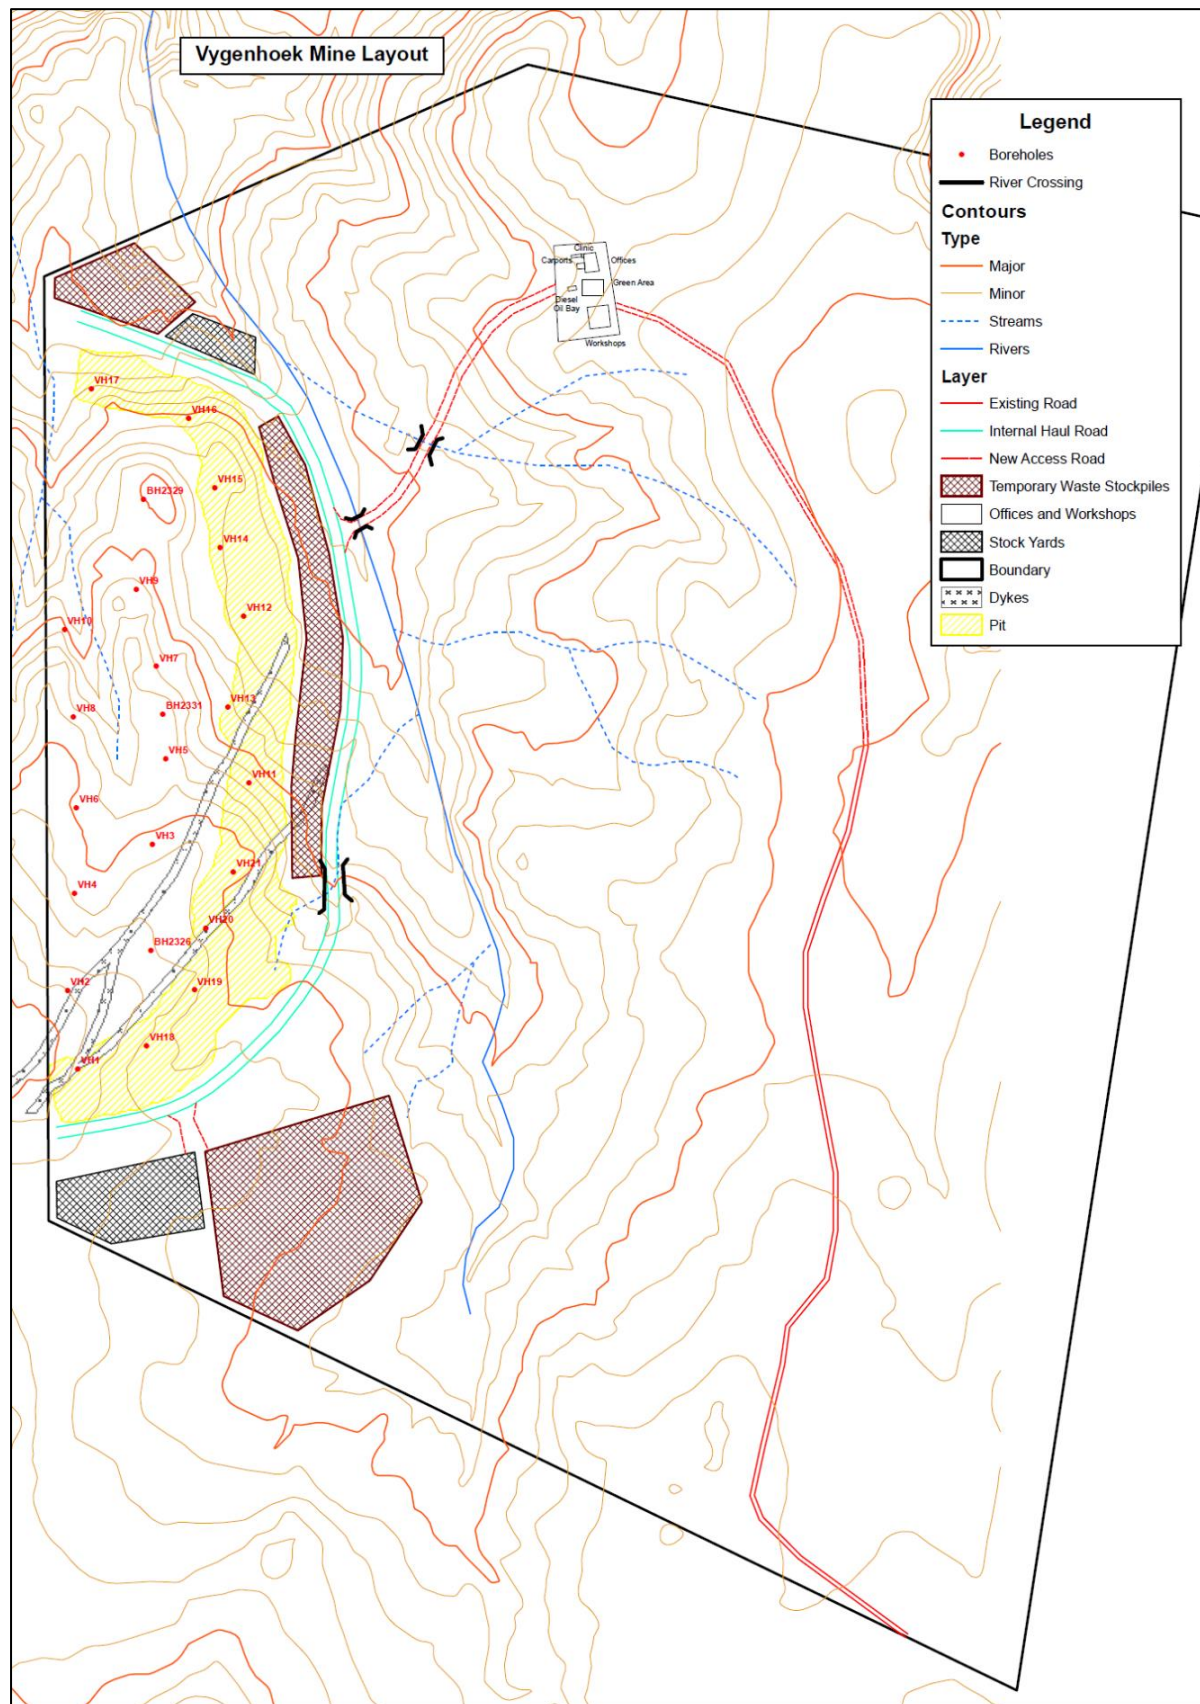 Vygenhoek Mine Layout
Legend
Boreholes
River Crossing
Contours
Type
Major
Minor
Streams
Rivers
Layer
Existing Road
Internal Haul Road
New Access Road
Temporary Waste Stockpiles
Offices and Workshops
Stock Yards
Boundary
Dykes
Pit
Clinic
Carports
Offices
Green Area
Diesel
Oil Bay
Workshops
VH17
VH16
VH15
BH2329
VH14
VH9
VH12
VH10
VH7
VH13
BH2331
VH8
VH5
VH11
VH6
VH3
VH21
VH4
VH20
BH2326
VH2
VH19
VH18
VH1